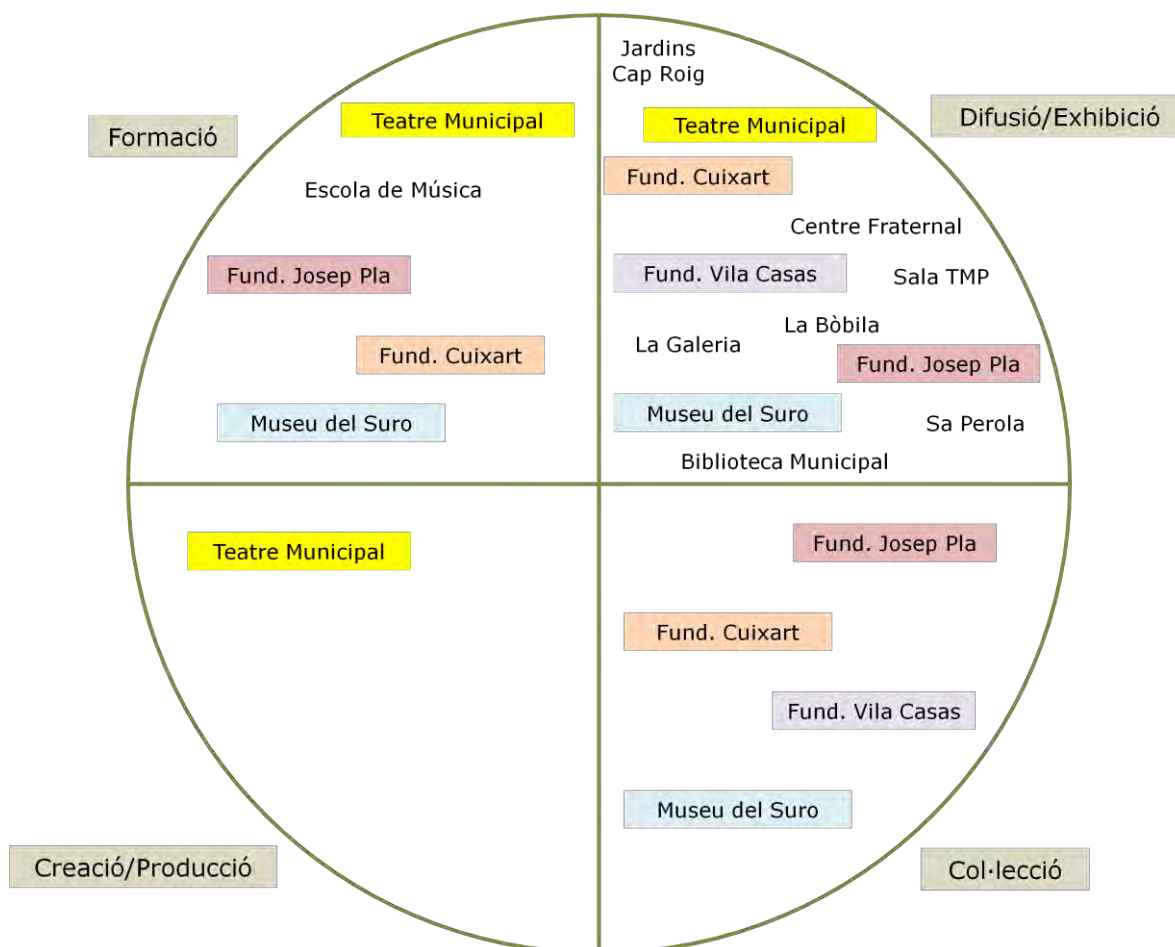 Formació
Teatre Municipal
Escola de Música
Fund. Josep Pla
Fund. Cuixart
Museu del Suro
Difusió/Exhibició
Jardins
Cap Roig
Teatre Municipal
Fund. Cuixart
Centre Fraternal
Fund. Vila Casas
Sala TMP
La Bòbila
La Galeria
Fund. Josep Pla
Museu del Suro
Sa Perola
Biblioteca Municipal
Teatre Municipal
Creació/Producció
Fund. Josep Pla
Fund. Cuixart
Fund. Vila Casas
Museu del Suro
Col·lecció